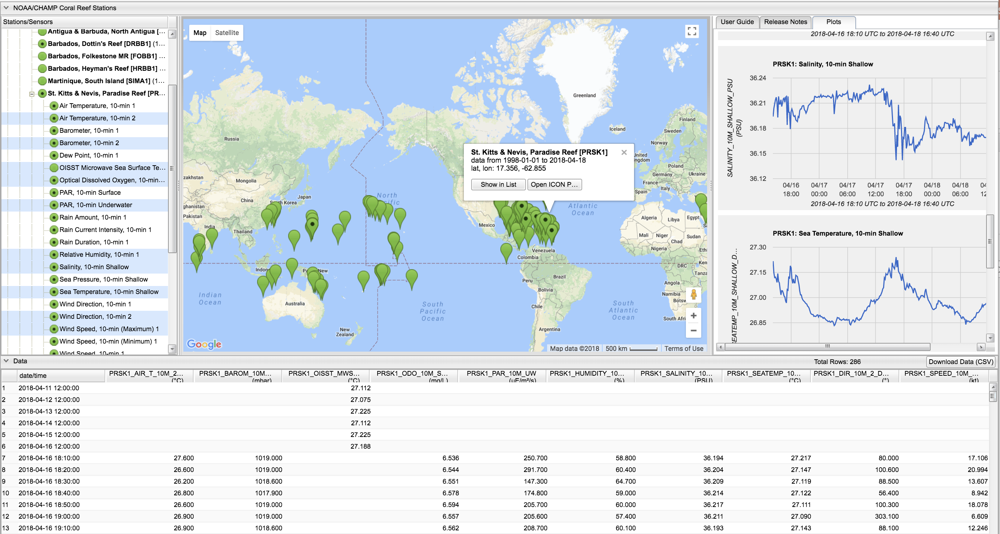 NOAA/CHAMP Coral Reef Stations
Stations/Sensors
Antigua & Barbuda, North Antigua [...
Barbados, Dottin's Reef [DRBB1] (1...
Barbados, Folkestone MR [FOBB1] ...
Barbados, Heyman's Reef [HRBB1] ...
Martinique, South Island [SIMA1] (1...
St. Kitts & Nevis, Paradise Reef [PR...
Air Temperature, 10-min 1
Air Temperature, 10-min 2
Barometer, 10-min 1
Barometer, 10-min 2
Dew Point, 10-min 1
OISST Microwave Sea Surface Te...
Optical Dissolved Oxygen, 10-min...
PAR, 10-min Surface
PAR, 10-min Underwater
Rain Amount, 10-min 1
Rain Current Intensity, 10-min 1
Rain Duration, 10-min 1
Relative Humidity, 10-min 1
Salinity, 10-min Shallow
Sea Pressure, 10-min Shallow
Sea Temperature, 10-min Shallow
Wind Direction, 10-min 1
Wind Direction, 10-min 2
Wind Speed, 10-min (Maximum) 1
Wind Speed, 10-min (Minimum) 1
Wind Speed, 10-min 1
Map Satellite
Greenland
Finland
Iceland
Sweden
Russia
Norway
St. Kitts & Nevis, Paradise Reef [PRSK1]
data from 1998-01-01 to 2018-04-18
lat, lon: 17.356, -62.855
Show in List Open ICON P...
United
ngdom
Poland
Germany
Ukraine
zakhstan
Mongolia
France
Italy
Spain
North
cific
Japan
China
South Korea
Atlantic
Ocean
ghanistan
Pakistan
India
Thailand
Mexico
Algeria
Libya
Egypt
Mali
Niger
Sudan
Chad
Nigeria
Ethi
Venezuela
Colombia
DRC
Ken
Indon
Pa New
Tanza
Peru
Brazil
Angola
Bolivia
Namibia
Botsw
Indian
Ocean
Australia
South
Pacific
Ocean
Chile
South
Atlantic
Ocean
South Afri
New
Zealand
Argentina
Google
Map data ©2018 500 km Terms of Use
User Guide Release Notes Plots
2018-04-16 18:10 UTC to 2018-04-18 16:40 UTC
PRSK1: Salinity, 10-min Shallow
SALINITY_10M_SHALLOW_PSU
(PSU)
36.24
36.21
36.18
36.15
36.12
04/16 04/17 04/17 04/17 04/17 04/18 04/18 04
18:00 00:00 06:00 12:00 18:00 00:00 06:00 12
2018-04-16 18:10 UTC to 2018-04-18 16:40 UTC
PRSK1: Sea Temperature, 10-min Shallow
SEATEMP_10M_SHALLOW_D...
27.30
27.15
27.00
26.85
Data
Total Rows: 286 Download Data (CSV)
date/time PRSK1_AIR_T_10M_2... PRSK1_BAROM_10M... PRSK1_OISST_MWS... PRSK1_ODO_10M_S... PRSK1_PAR_10M_UW PRSK1_HUMIDITY_10... PRSK1_SALINITY_10... PRSK1_SEATEMP_10... PRSK1_DIR_10M_2_D... PRSK1_SPEED_10M_...
(°C) (mbar) (°C) (mg/L) (uE/m²/s) (%) (PSU) (°C) (°) (kt)
1 2018-04-11 12:00:00 27.112
2 2018-04-12 12:00:00 27.075
3 2018-04-13 12:00:00 27.225
4 2018-04-14 12:00:00 27.112
5 2018-04-15 12:00:00 27.225
6 2018-04-16 12:00:00 27.188
7 2018-04-16 18:10:00 27.600 1019.000 6.536 250.700 58.800 36.194 27.217 80.000 17.106
8 2018-04-16 18:20:00 26.600 1019.000 6.544 291.700 60.400 36.204 27.147 100.600 20.994
9 2018-04-16 18:30:00 26.200 1018.600 6.551 147.300 64.700 36.209 27.119 88.500 13.607
10 2018-04-16 18:40:00 26.800 1017.900 6.578 174.800 59.000 36.214 27.122 56.400 8.942
11 2018-04-16 18:50:00 26.600 1019.000 6.594 205.700 60.000 36.217 27.111 100.300 18.078
12 2018-04-16 19:00:00 26.900 1019.000 6.557 205.600 57.400 36.211 27.090 303.100 6.609
13 2018-04-16 19:10:00 26.900 1018.600 6.562 208.700 60.100 36.193 27.143 88.100 12.246